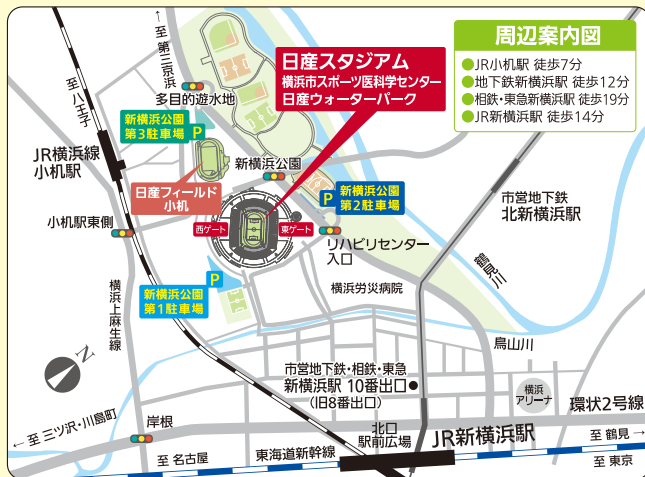 周辺案内図
●JR小机駅 徒歩7分
●地下鉄新横浜駅 徒歩12分
●相鉄・東急新横浜駅 徒歩19分
●JR新横浜駅 徒歩14分
日産スタジアム
横浜市スポーツ医科学センター
日産ウォーターパーク
← 至 第三京浜
← 至 八王子
多目的遊水地
新横浜公園
第3駐車場
P
JR横浜線
小机駅
日産フィールド
小机
新横浜公園
P
新横浜公園
第2駐車場
市営地下鉄
北新横浜駅
小机駅東側
西ゲート
東ゲート
リハビリセンター
入口
鶴見川
P
新横浜公園
第1駐車場
横浜労災病院
横浜上麻生線
鳥山川
N
市営地下鉄・相鉄・東急
新横浜駅 10番出口●
（旧8番出口）
横浜
アリーナ
環状2号線
← 至 三ツ沢・川島町
岸根
北口
駅前広場
JR新横浜駅
至 鶴見 →
← 至 名古屋
東海道新幹線
至 東京 →